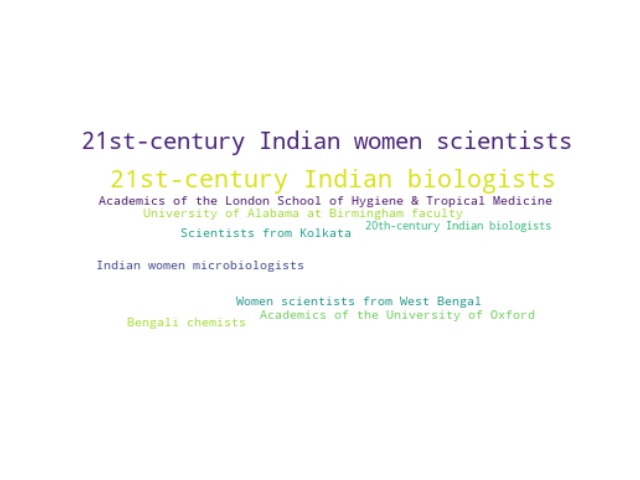 21st-century Indian women scientists
21st-century Indian biologists
Academics of the London School of Hygiene & Tropical Medicine
University of Alabama at Birmingham faculty
20th-century Indian biologists
Scientists from Kolkata
Indian women microbiologists
Women scientists from West Bengal
Academics of the University of Oxford
Bengali chemists